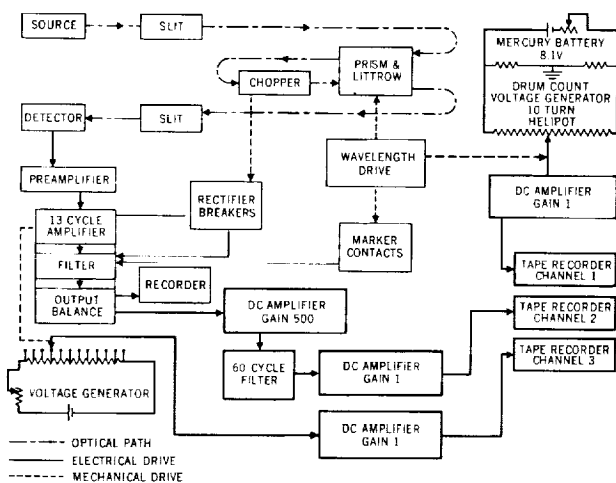 SOURCE
SLIT
MERCURY BATTERY
8.1V
PRISM
& LITTROW
CHOPPER
DRUM COUNT
VOLTAGE GENERATOR
10 TURN
HELIPOT
DETECTOR
SLIT
WAVELENGTH
DRIVE
PREAMPLIFIER
RECTIFIER
BREAKERS
DC AMPLIFIER
GAIN 1
13 CYCLE
AMPLIFIER
MARKER
CONTACTS
FILTER
TAPE RECORDER
CHANNEL 1
RECORDER
OUTPUT
BALANCE
DC AMPLIFIER
GAIN 500
TAPE RECORDER
CHANNEL 2
60 CYCLE
FILTER
DC AMPLIFIER
GAIN 1
TAPE RECORDER
CHANNEL 3
VOLTAGE GENERATOR
DC AMPLIFIER
GAIN 1
OPTICAL PATH
ELECTRICAL DRIVE
MECHANICAL DRIVE